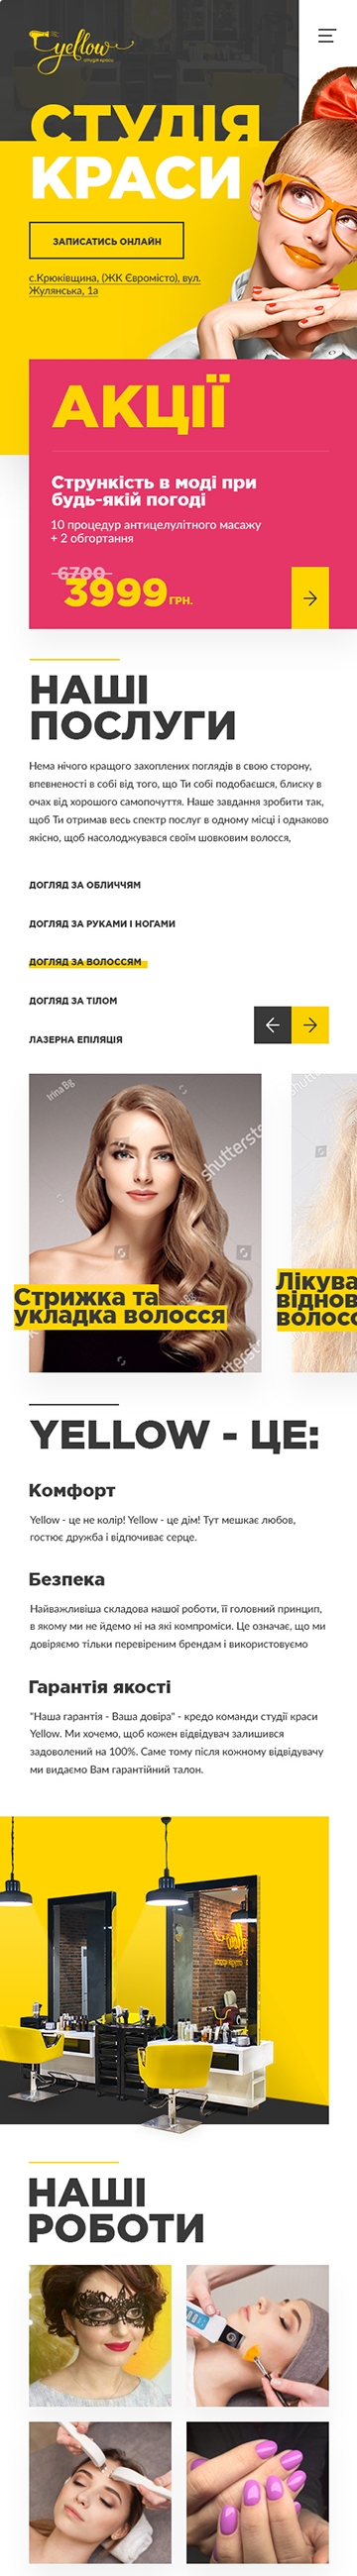 yellow
студія краси
СТУДІЯ
КРАСИ
ЗАПИСАТИСЬ ОНЛАЙН
с.Крюківщина, (ЖК Євромісто), вул.
Жулянська, 1а
АКЦІЇ
Стрункість в моді при
будь-якій погоді
10 процедур антицелулітного масажу
+ 2 обгортання
6700
3999 ГРН.
НАШІ
ПОСЛУГИ
Нема нічого кращого захоплених поглядів в свою сторону,
впевненості в собі від того, що Ти собі подобаєшся, блиску в
очах від хорошого самопочуття. Наше завдання зробити так,
щоб Ти отримав весь спектр послуг в одному місці і однаково
якісно, щоб насолоджувався своїм шовковим волосся,
ДОГЛЯД ЗА ОБЛИЧЧЯМ
ДОГЛЯД ЗА РУКАМИ І НОГАМИ
ДОГЛЯД ЗА ВОЛОССЯМ
ДОГЛЯД ЗА ТІЛОМ
ЛАЗЕРНА ЕПІЛЯЦІЯ
Irina Bg
shutterst
Стрижка та
укладка волосся
Лікува
віднов
волосс
YELLOW - ЦЕ:
Комфорт
Yellow - це не колір! Yellow - це дім! Тут мешкає любов,
гостює дружба і відпочиває серце.
Безпека
Найважливіша складова нашої роботи, її головний принцип,
в якому ми не йдемо ні на які компроміси. Це означає, що ми
довіряємо тільки перевіреним брендам і використовуємо
Гарантія якості
"Наша гарантія - Ваша довіра" - кредо команди студії краси
Yellow. Ми хочемо, щоб кожен відвідувач залишився
задоволений на 100%. Саме тому після кожному відвідувачу
ми видаємо Вам гарантійний талон.
НАШІ
РОБОТИ